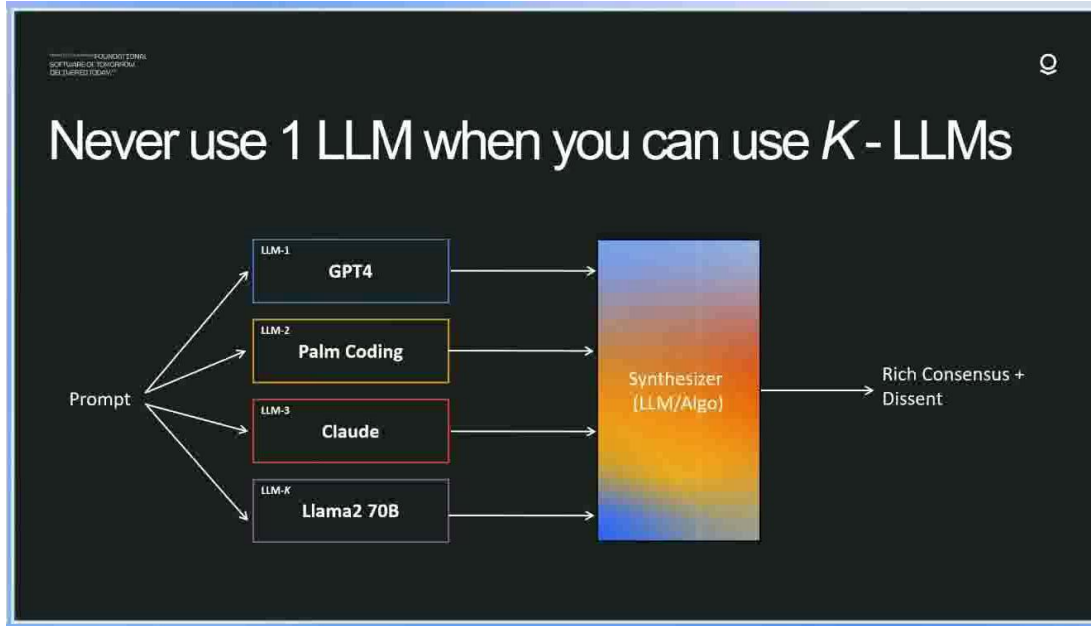 FOUNDATIONAL
SOFTWARE OF TOMORROW.
DELIVERED TODAY.
Never use 1 LLM when you can use K - LLMs
LLM-1
GPT4
LLM-2
Palm Coding
Prompt
LLM-3
Claude
LLM-K
Llama2 70B
Synthesizer
(LLM/Algo)
Rich Consensus +
Dissent